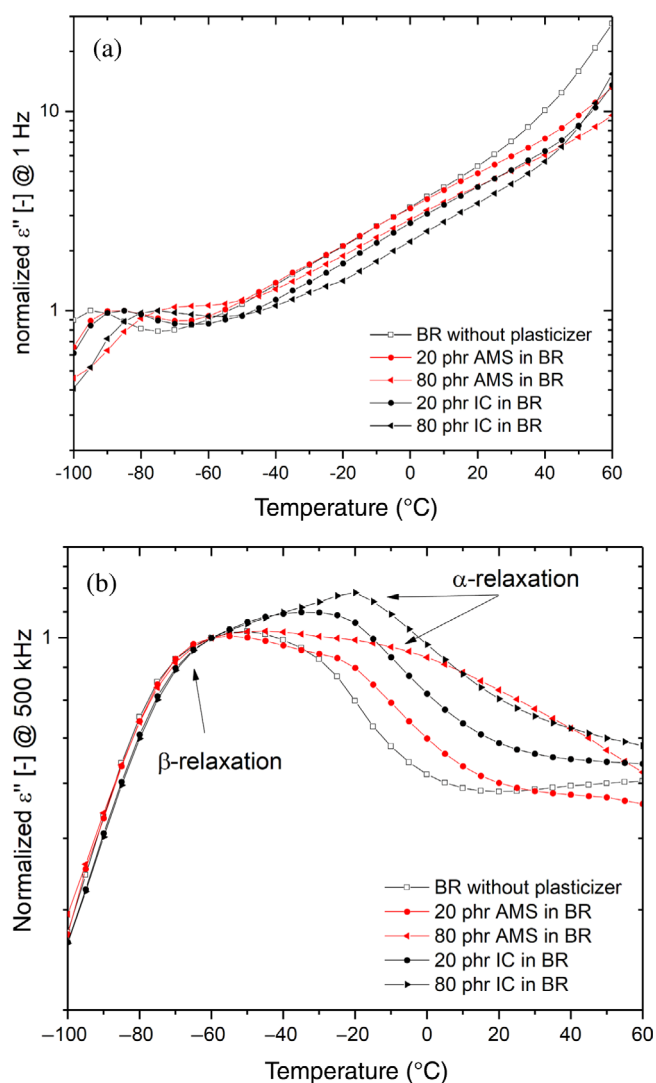 (a)
normalized ε" [-] @ 1 Hz
10
1
BR without plasticizer
20 phr AMS in BR
80 phr AMS in BR
20 phr IC in BR
80 phr IC in BR
-100 -80 -60 -40 -20 0 20 40 60
Temperature (°C)
(b)
Normalized ε" [-] @ 500 kHz
1
α-relaxation
β-relaxation
BR without plasticizer
20 phr AMS in BR
80 phr AMS in BR
20 phr IC in BR
80 phr IC in BR
–100 –80 –60 –40 –20 0 20 40 60
Temperature (°C)